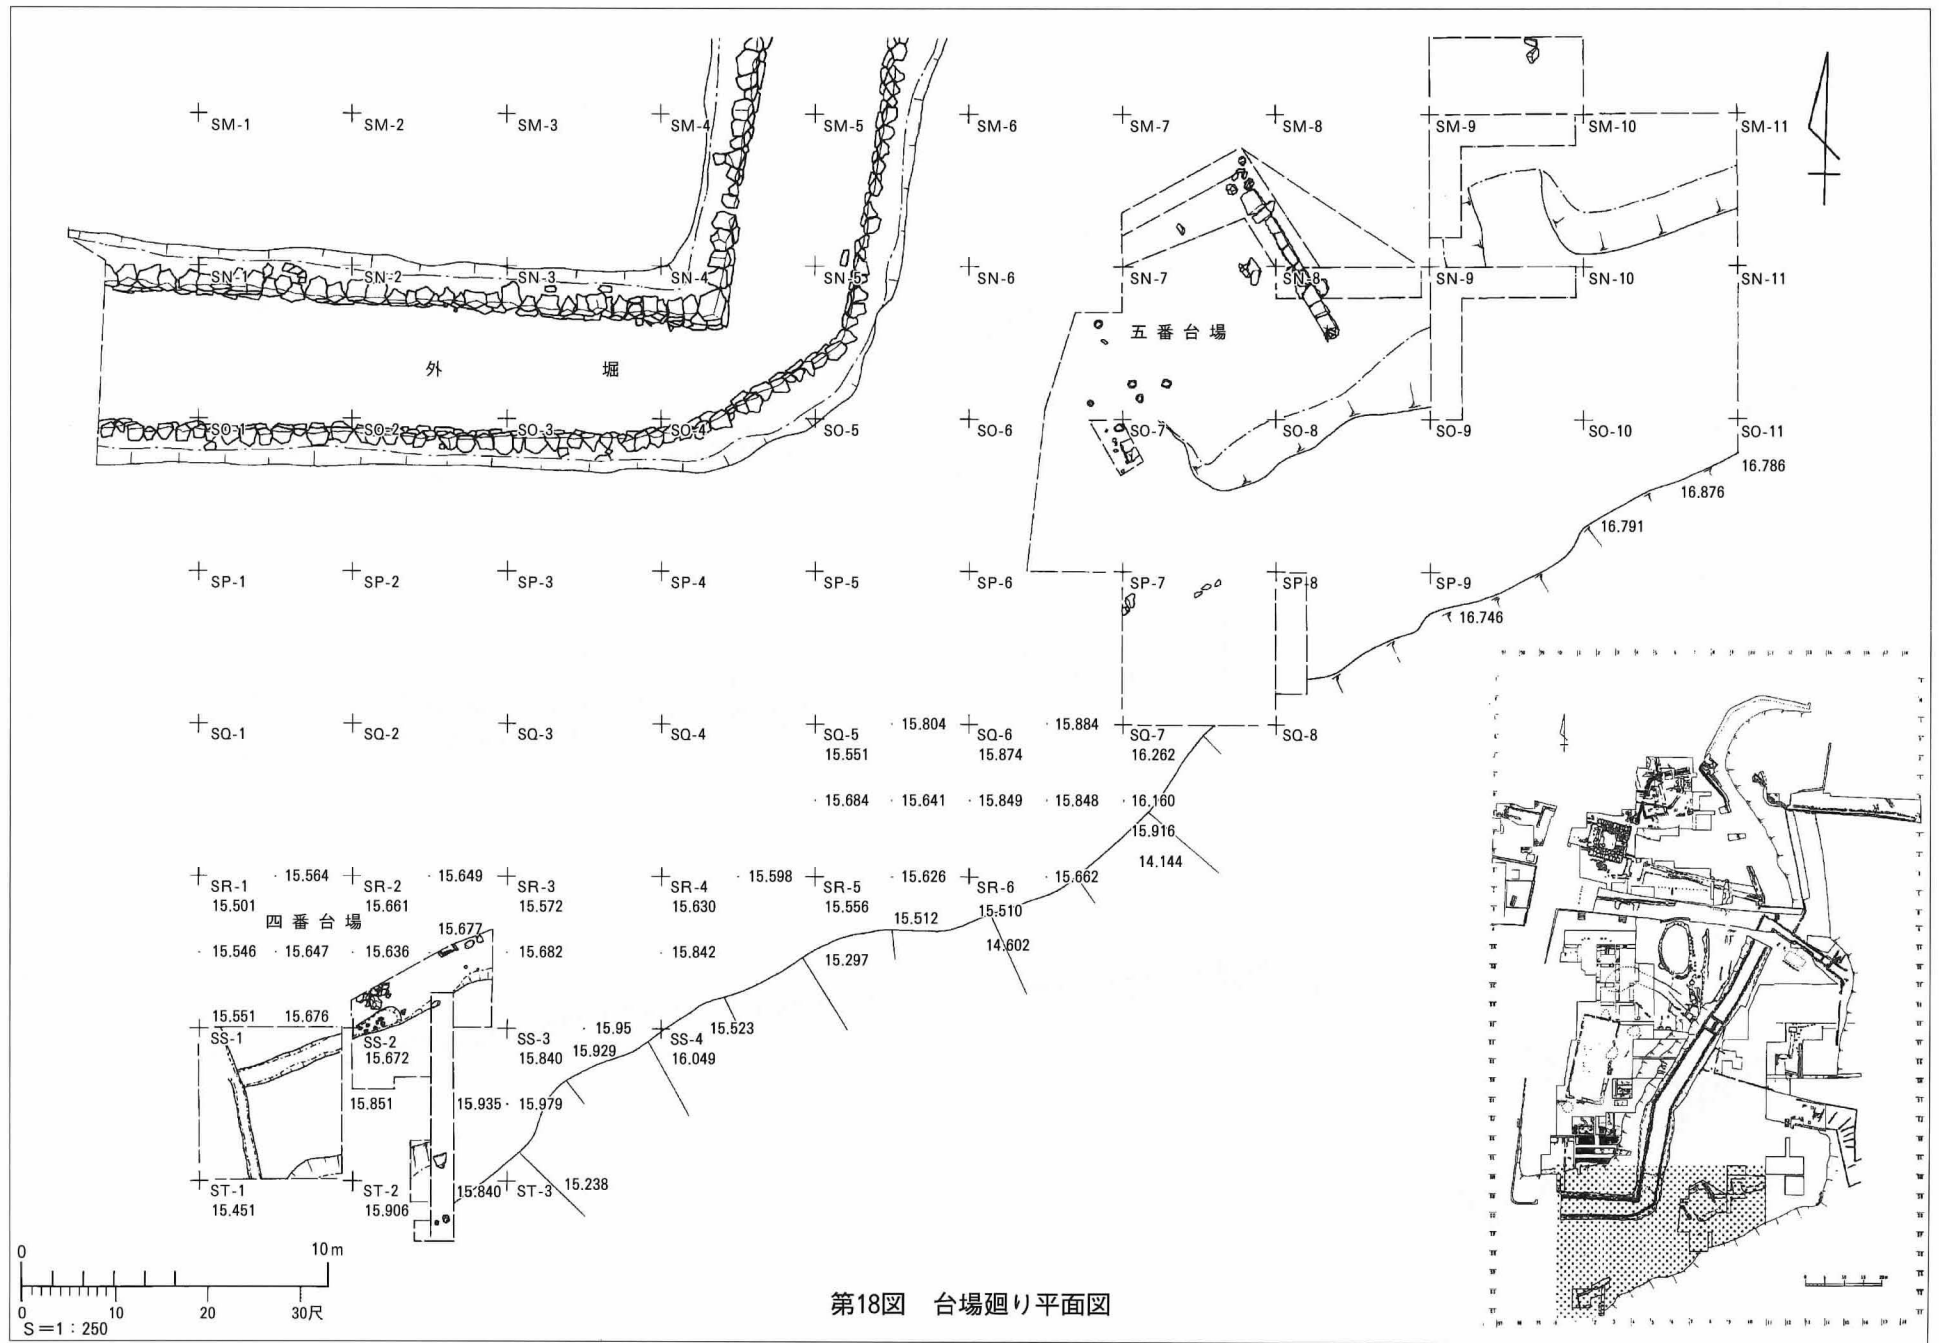 SM-1 SM-2 SM-3 SM-4 SM-5 SM-6 SM-7 SM-8 SM-9 SM-10 SM-11
SN-1 SN-2 SN-3 SN-4 SN-5 SN-6 SN-7 SN-8 SN-9 SN-10 SN-11
五番台場
外 堀
SO-1 SO-2 SO-3 SO-4 SO-5 SO-6 SO-7 SO-8 SO-9 SO-10 SO-11
16.786
16.876
16.791
SP-1 SP-2 SP-3 SP-4 SP-5 SP-6 SP-7 SP-8 SP-9
16.746
15.804 15.884
SQ-1 SQ-2 SQ-3 SQ-4 SQ-5 SQ-6 SQ-7 SQ-8
15.551 15.874 16.262
15.684 15.641 15.849 15.848 16.160
15.916
14.144
15.564 15.649 15.598 15.626 15.662
SR-1 SR-2 SR-3 SR-4 SR-5 SR-6
15.501 15.661 15.572 15.630 15.556 15.510
四番台場
15.512
15.677
15.546 15.647 15.636 15.682 15.842 15.297 14.602
15.551 15.676 15.95 15.523
SS-1 SS-2 SS-3 SS-4
15.672 15.840 15.929 16.049
15.851 15.935 15.979
15.238
ST-1 ST-2 15.840 ST-3
15.451 15.906
0 10m
0 10 20 30尺
S＝1：250
第18図 台場廻り平面図